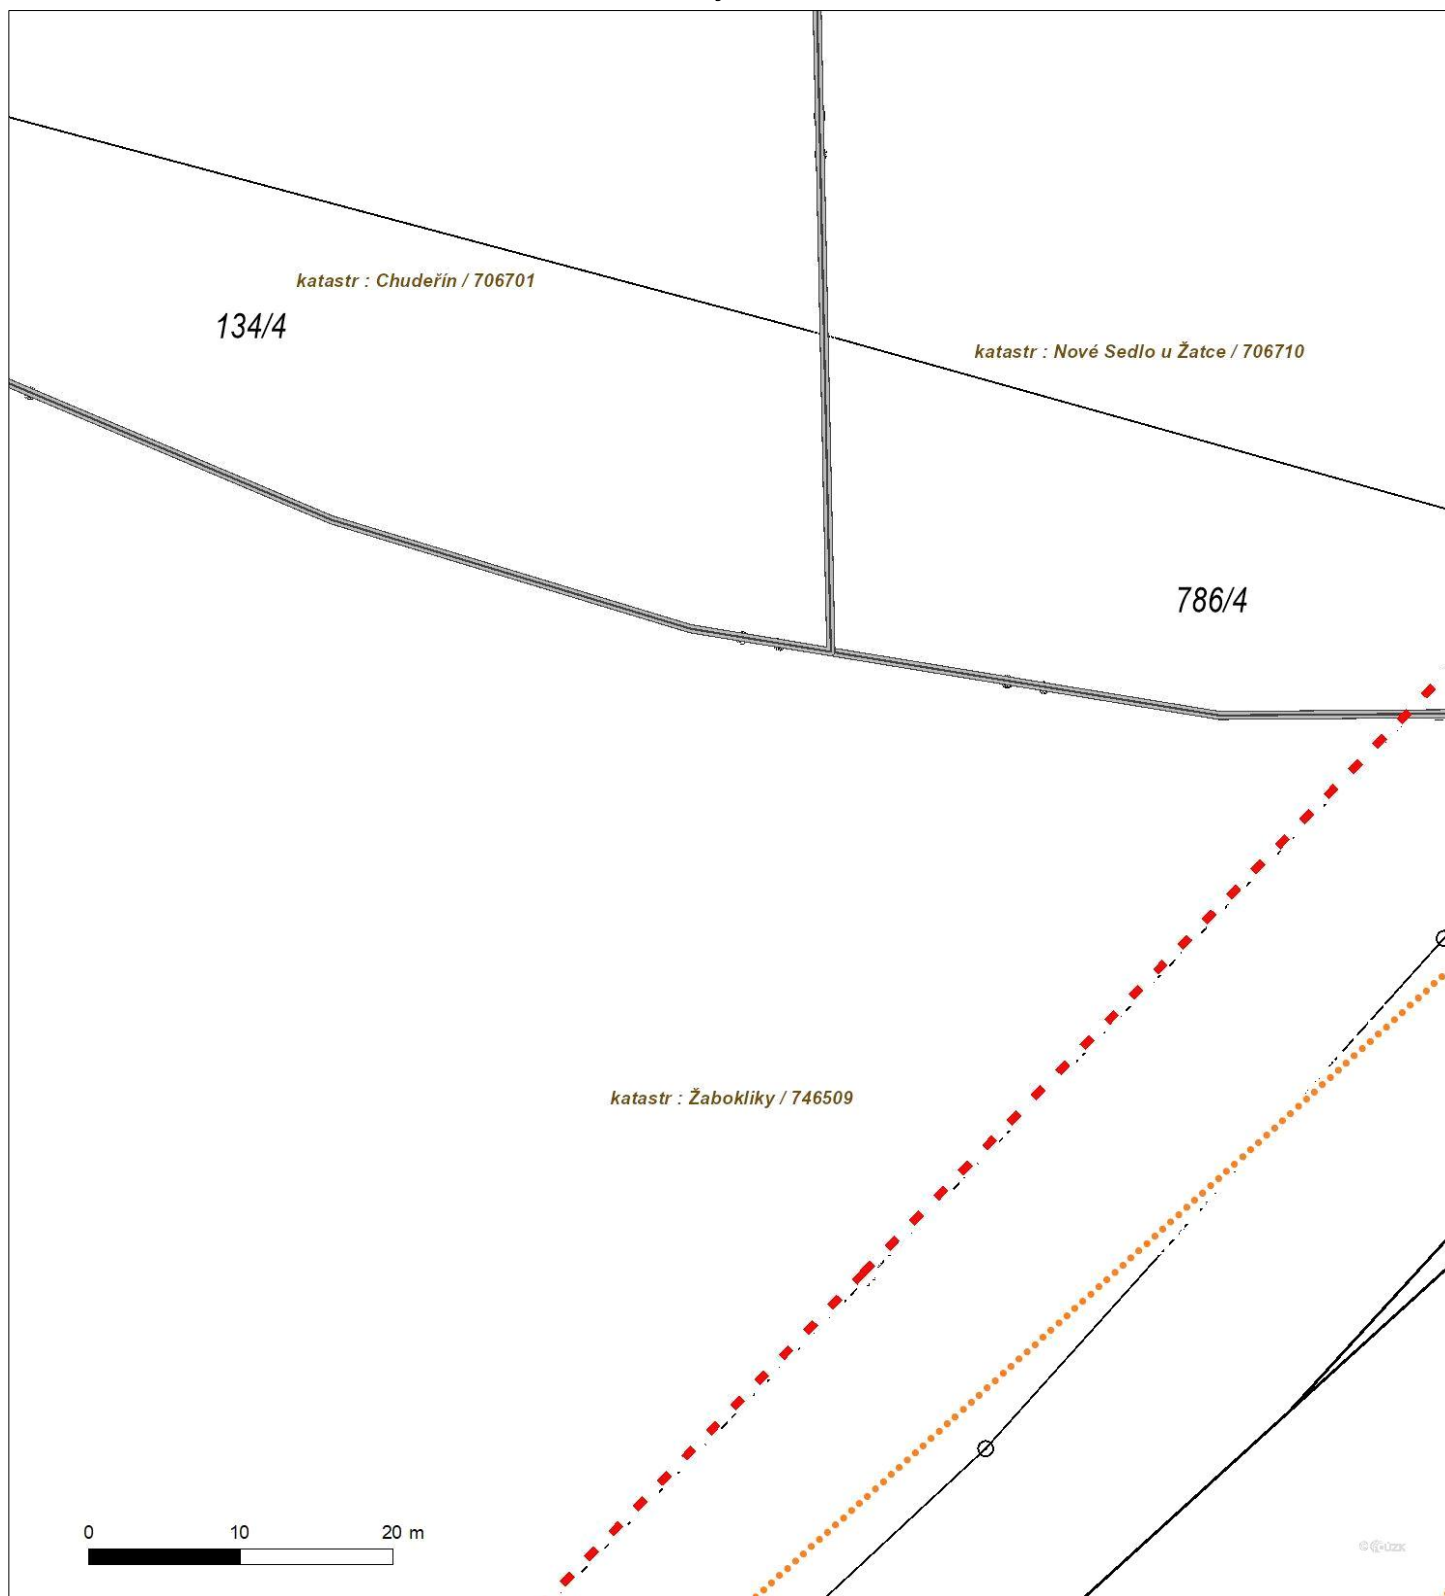 katastr : Chudeřín / 706701
134/4
katastr : Nové Sedlo u Žatce / 706710
786/4
katastr : Žabokliky / 746509
0 10 20 m